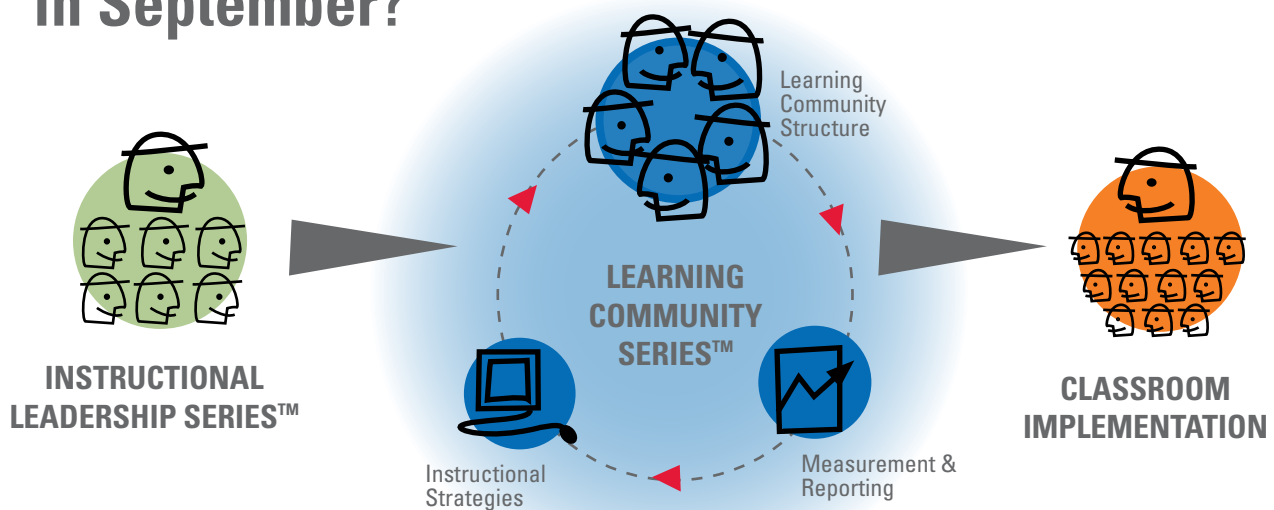 in September?
Learning
Community
Structure
LEARNING
COMMUNITY
SERIES™
INSTRUCTIONAL
LEADERSHIP SERIES™
CLASSROOM
IMPLEMENTATION
Instructional
Strategies
Measurement &
Reporting